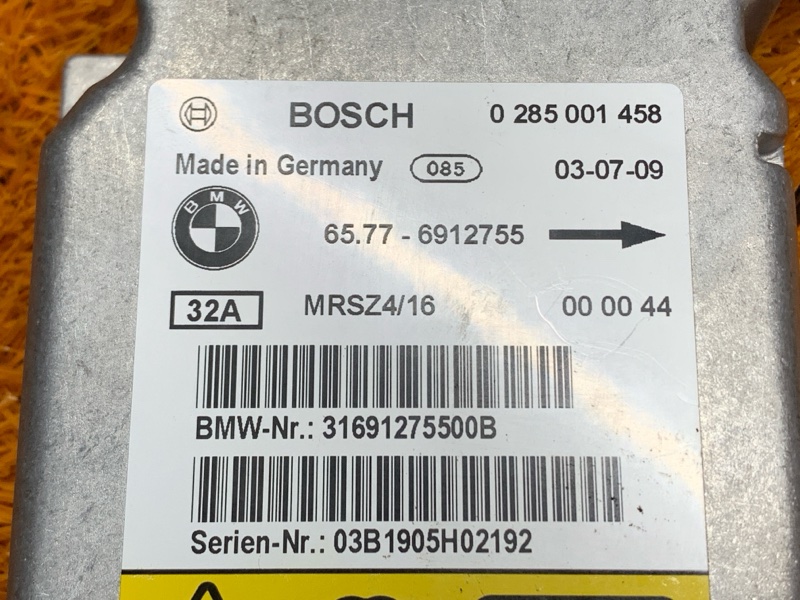 BOSCH 0 285 001 458
Made in Germany 085 03-07-09
BMW
65.77 - 6912755
32A MRSZ4/16 00 00 44
BMW-Nr.: 31691275500B
Serien-Nr.: 03B1905H02192